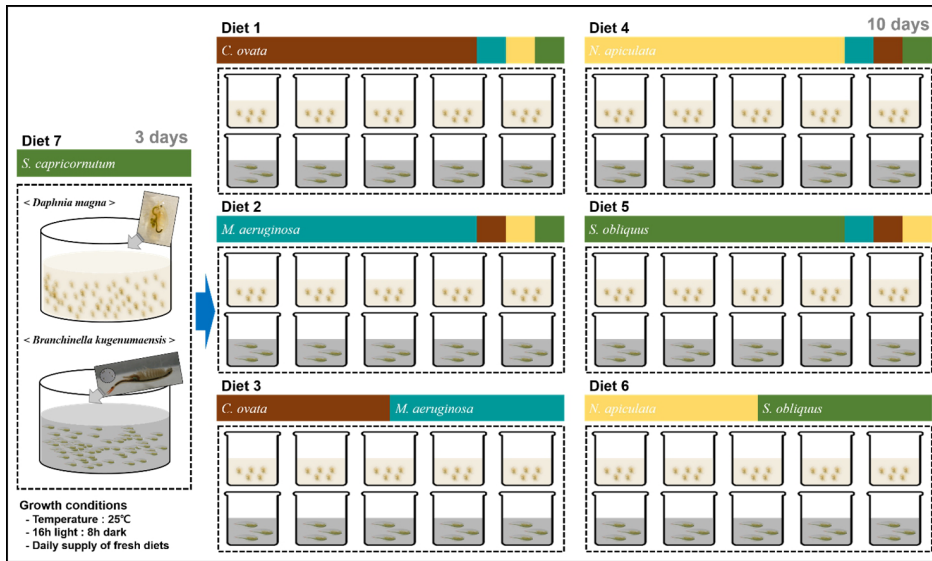 Diet 7
3 days
S. capricornutum
< Daphnia magna >
< Branchinella kugenumaensis >
Growth conditions
- Temperature : 25℃
- 16h light : 8h dark
- Daily supply of fresh diets
Diet 1
C. ovata
Diet 2
M. aeruginosa
Diet 3
C. ovata
M. aeruginosa
Diet 4
10 days
N. apiculata
Diet 5
S. obliquus
Diet 6
N. apiculata
S. obliquus